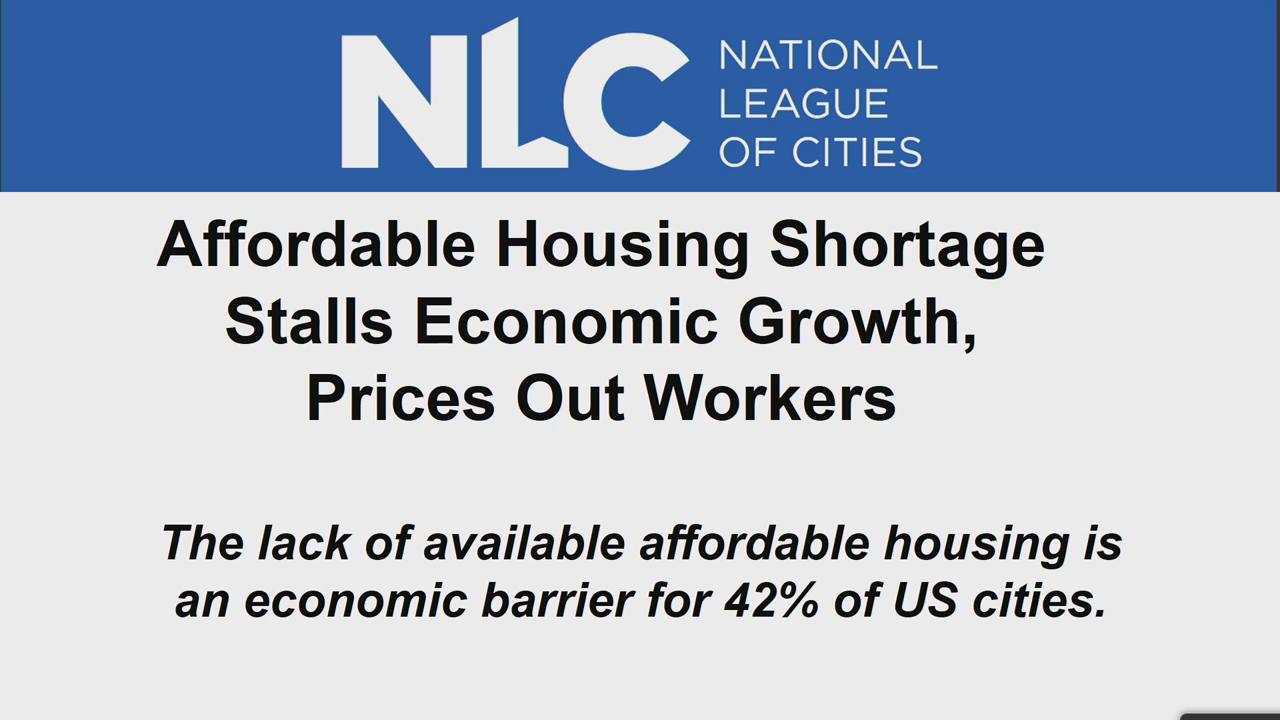 NLC
NATIONAL
LEAGUE
OF CITIES
Affordable Housing Shortage
Stalls Economic Growth,
Prices Out Workers
The lack of available affordable housing is
an economic barrier for 42% of US cities.